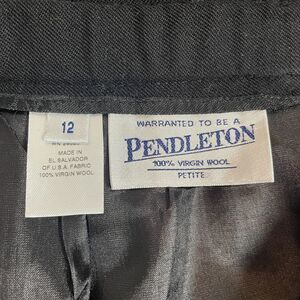 12
MADE IN
EL SALVADOR
OF U.S.A. FABRIC
100% VIRGIN WOOL
WARRANTED TO BE A
PENDLETON
100% VIRGIN WOOL
PETITE